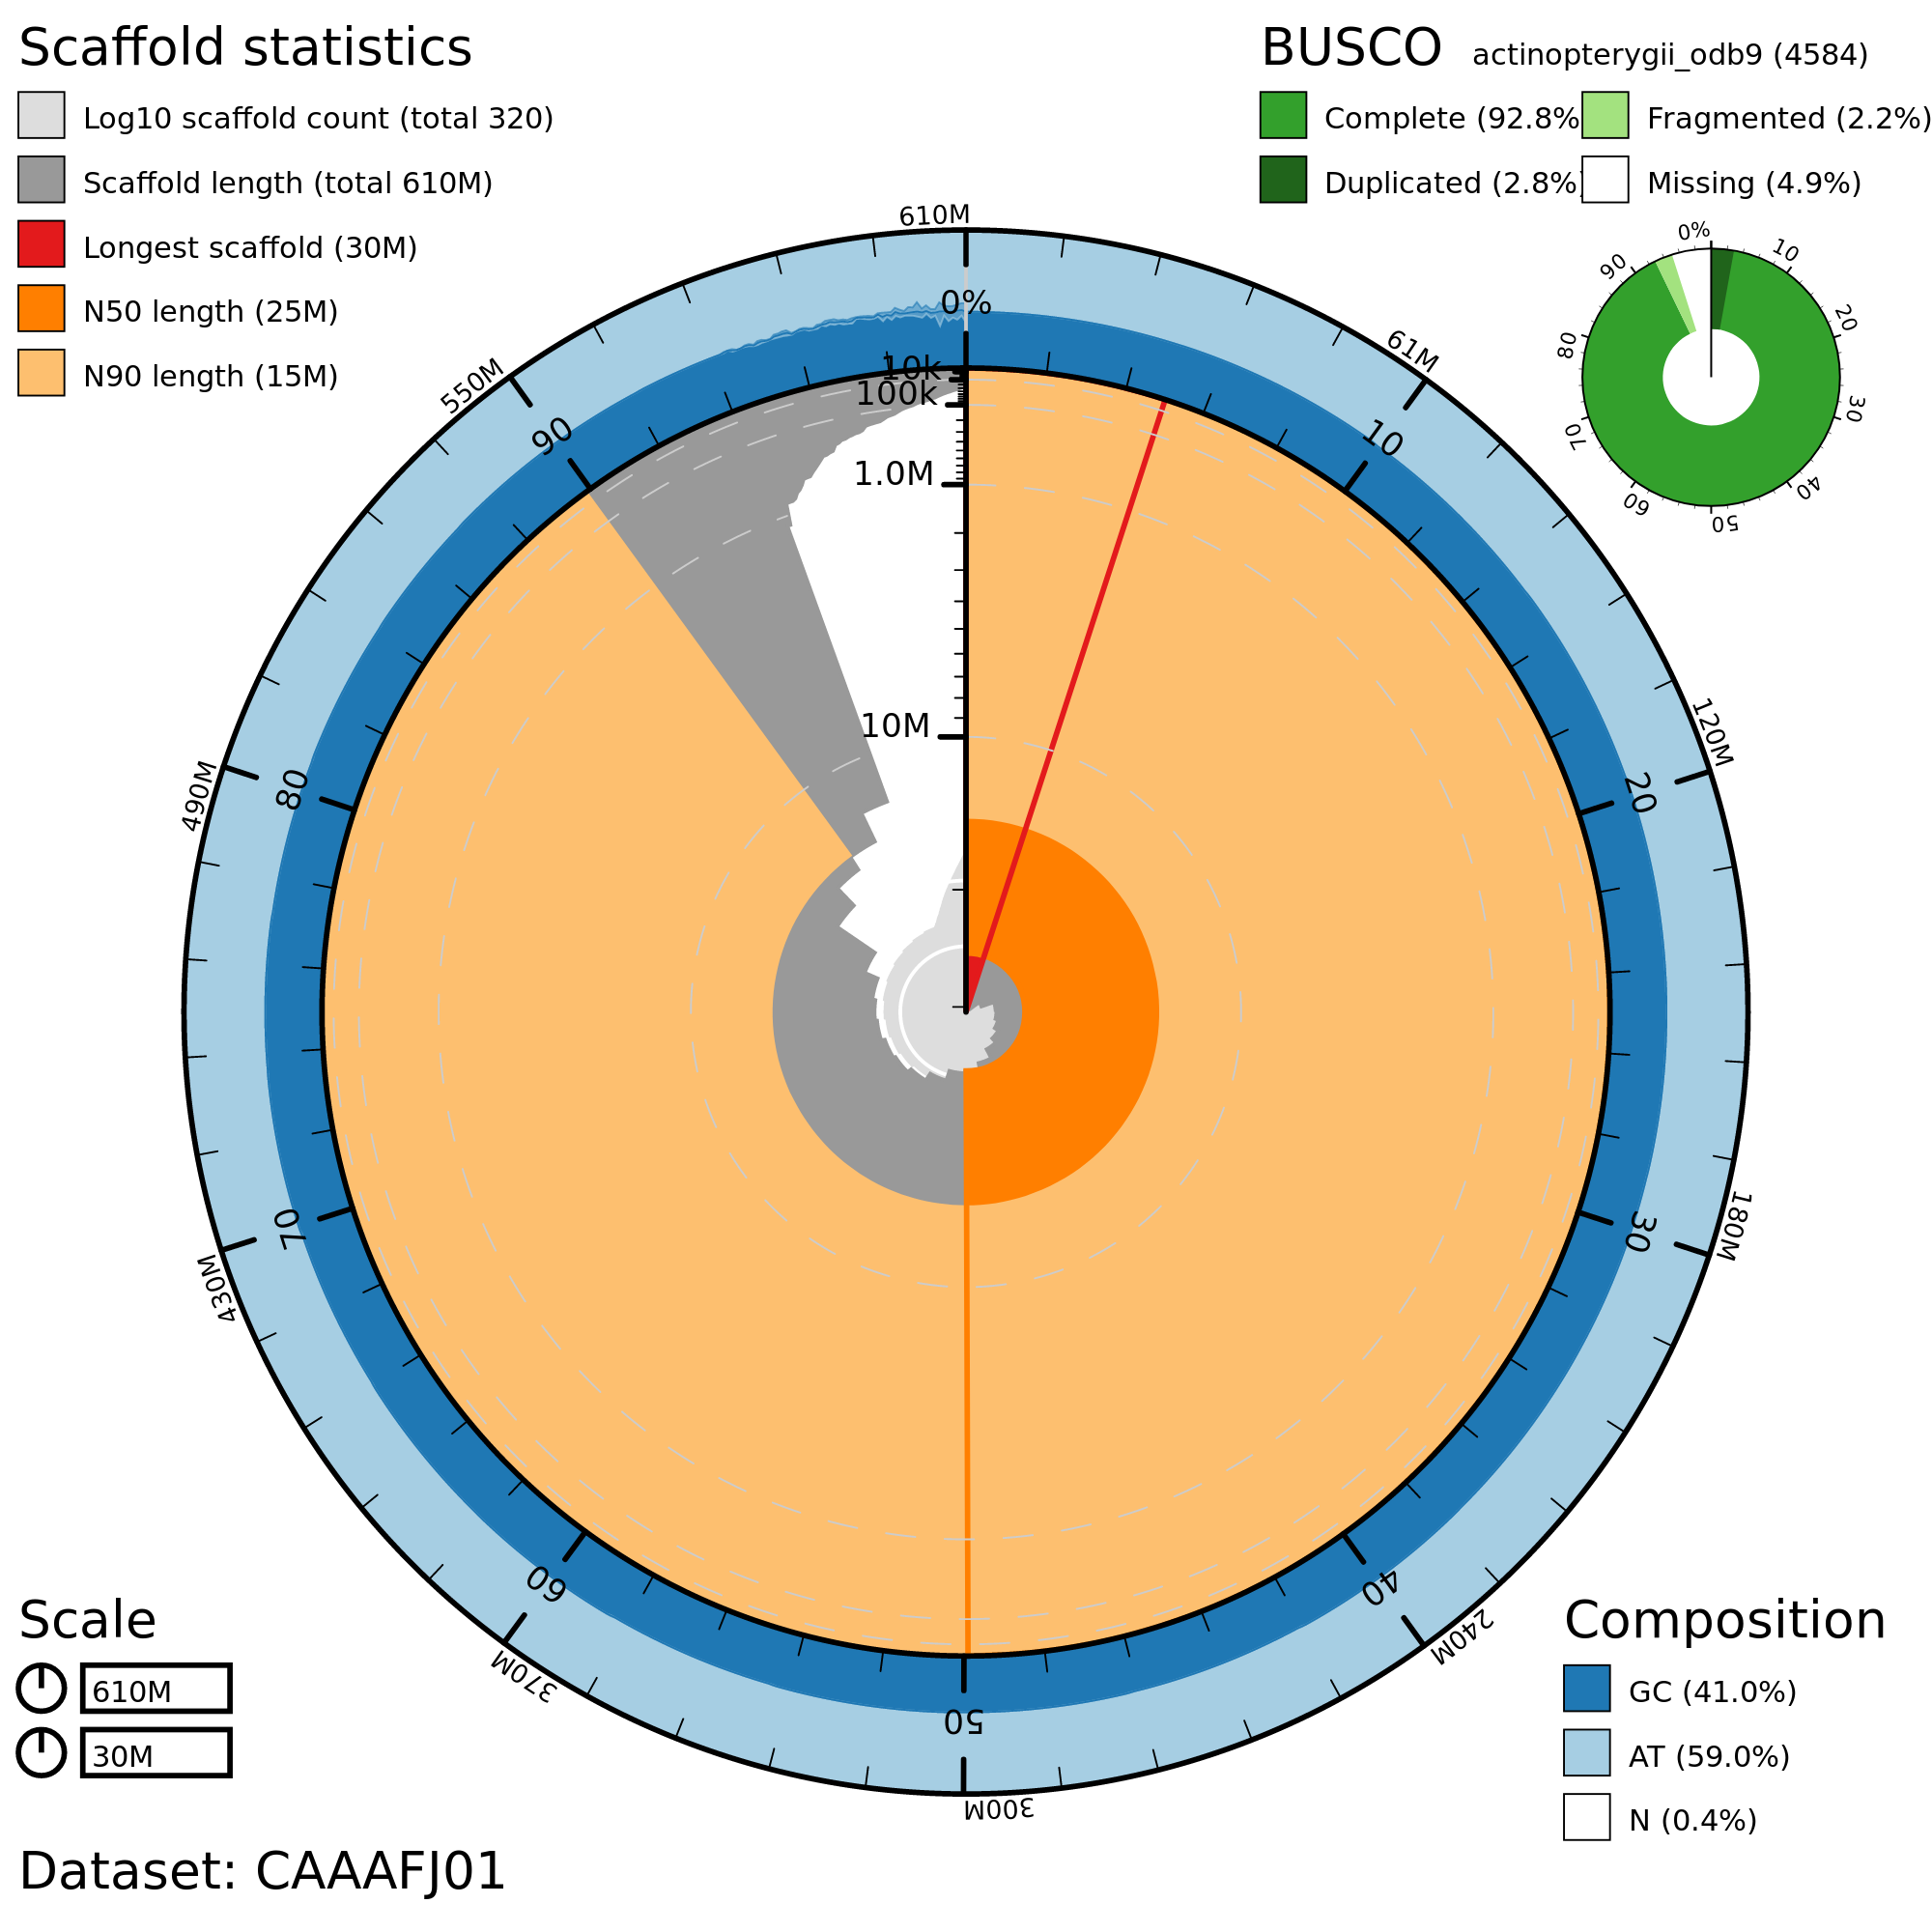 Scaffold statistics
Log10 scaffold count (total 320)
Scaffold length (total 610M)
Longest scaffold (30M)
N50 length (25M)
N90 length (15M)
BUSCO actinopterygii_odb9 (4584)
Complete (92.8% Fragmented (2.2%)
Duplicated (2.8%) Missing (4.9%)
0%
10
20
30
40
50
60
70
80
90
610M
61M
120M
180M
240M
300M
370M
430M
490M
550M
0%
10
20
30
40
50
60
70
80
90
10k
100k
1.0M
10M
Scale
610M
30M
Composition
GC (41.0%)
AT (59.0%)
N (0.4%)
Dataset: CAAAFJ01